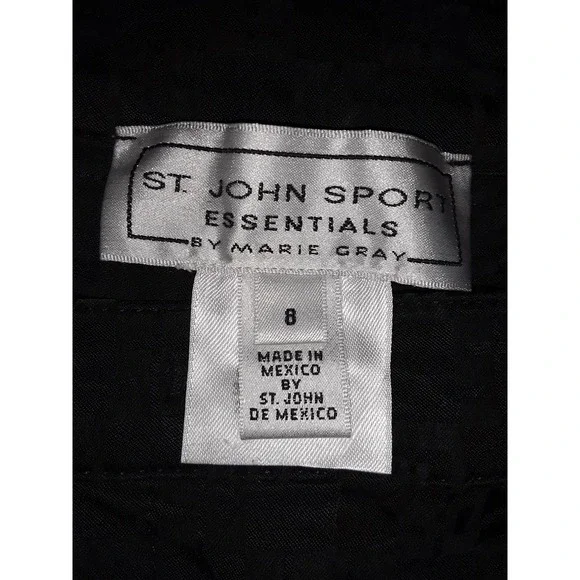 ST. JOHN SPORT
ESSENTIALS
BY MARIE GRAY
8
MADE IN
MEXICO
BY
ST. JOHN
DE MEXICO